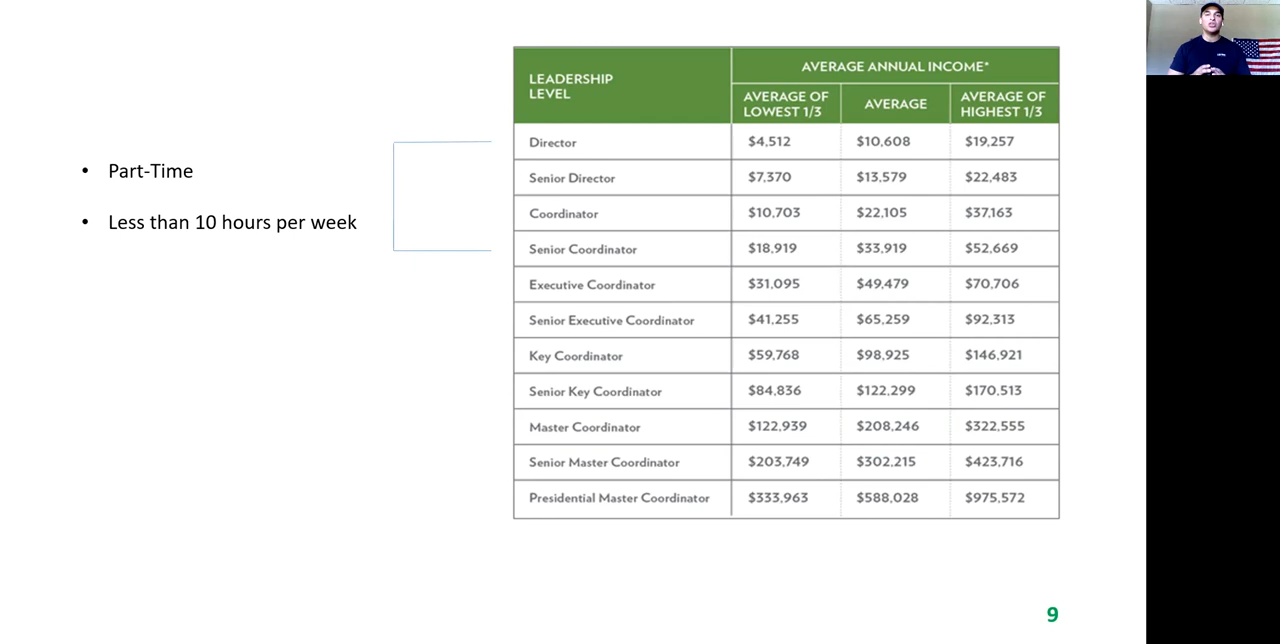 • Part-Time
• Less than 10 hours per week
LEADERSHIP
LEVEL
AVERAGE ANNUAL INCOME*
AVERAGE OF
LOWEST 1/3
AVERAGE
AVERAGE OF
HIGHEST 1/3
Director $4,512 $10,608 $19,257
Senior Director $7,370 $13,579 $22,483
Coordinator $10,703 $22,105 $37,163
Senior Coordinator $18,919 $33,919 $52,669
Executive Coordinator $31,095 $49,479 $70,706
Senior Executive Coordinator $41,255 $65,259 $92,313
Key Coordinator $59,768 $98,925 $146,921
Senior Key Coordinator $84,836 $122,299 $170,513
Master Coordinator $122,939 $208,246 $322,555
Senior Master Coordinator $203,749 $302,215 $423,716
Presidential Master Coordinator $333,963 $588,028 $975,572
9